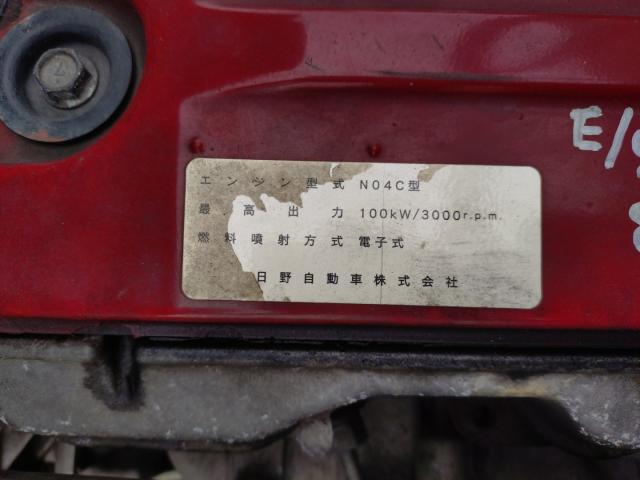 エンジン型式 N04C型
最高出力 100kW/3000r.p.m.
燃料噴射方式 電子式
日野自動車株式会社
E/